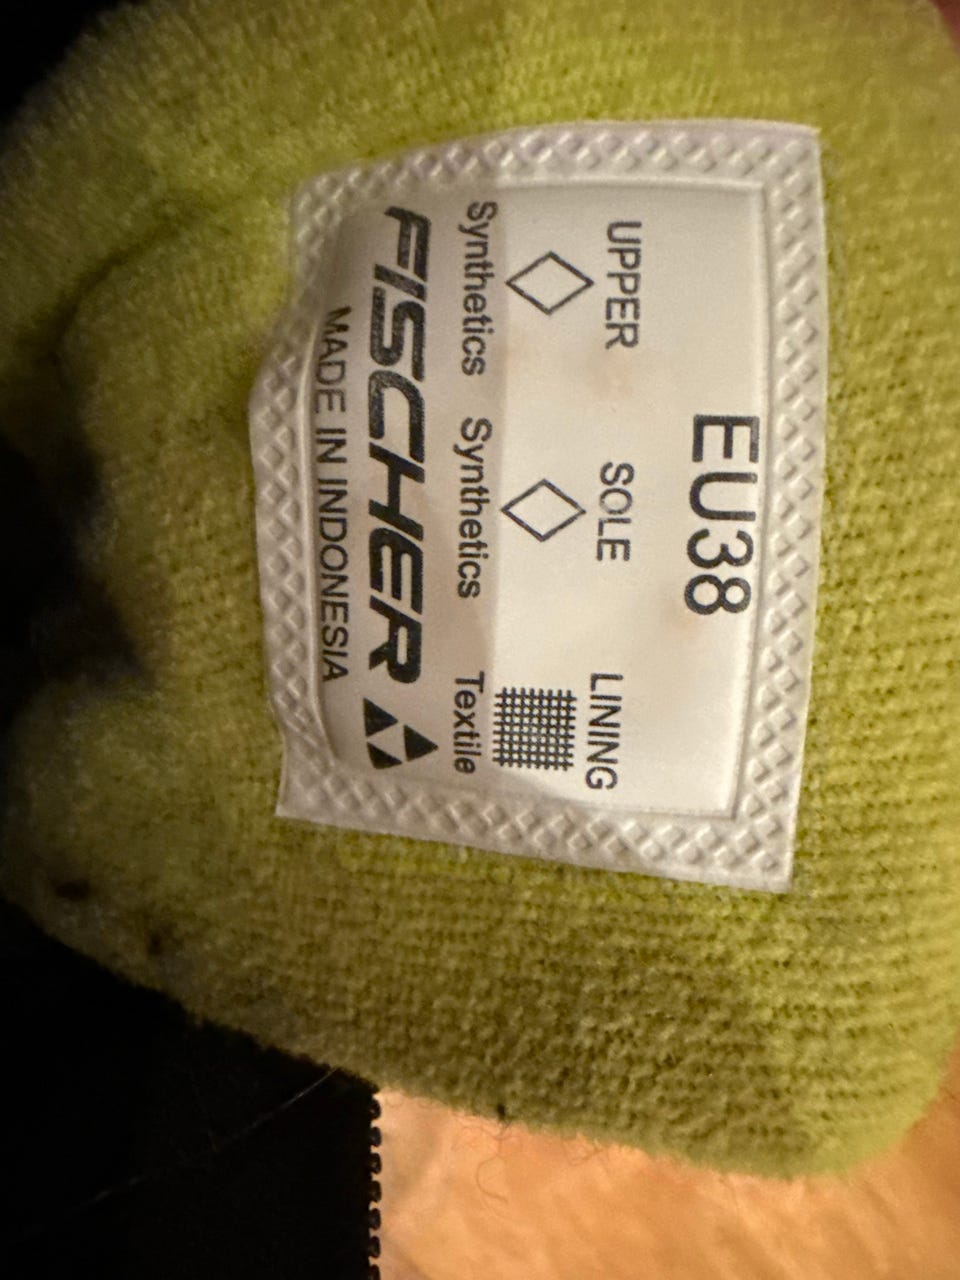 EU38
UPPER SOLE LINING
Synthetics Synthetics Textile
FISCHER
MADE IN INDONESIA